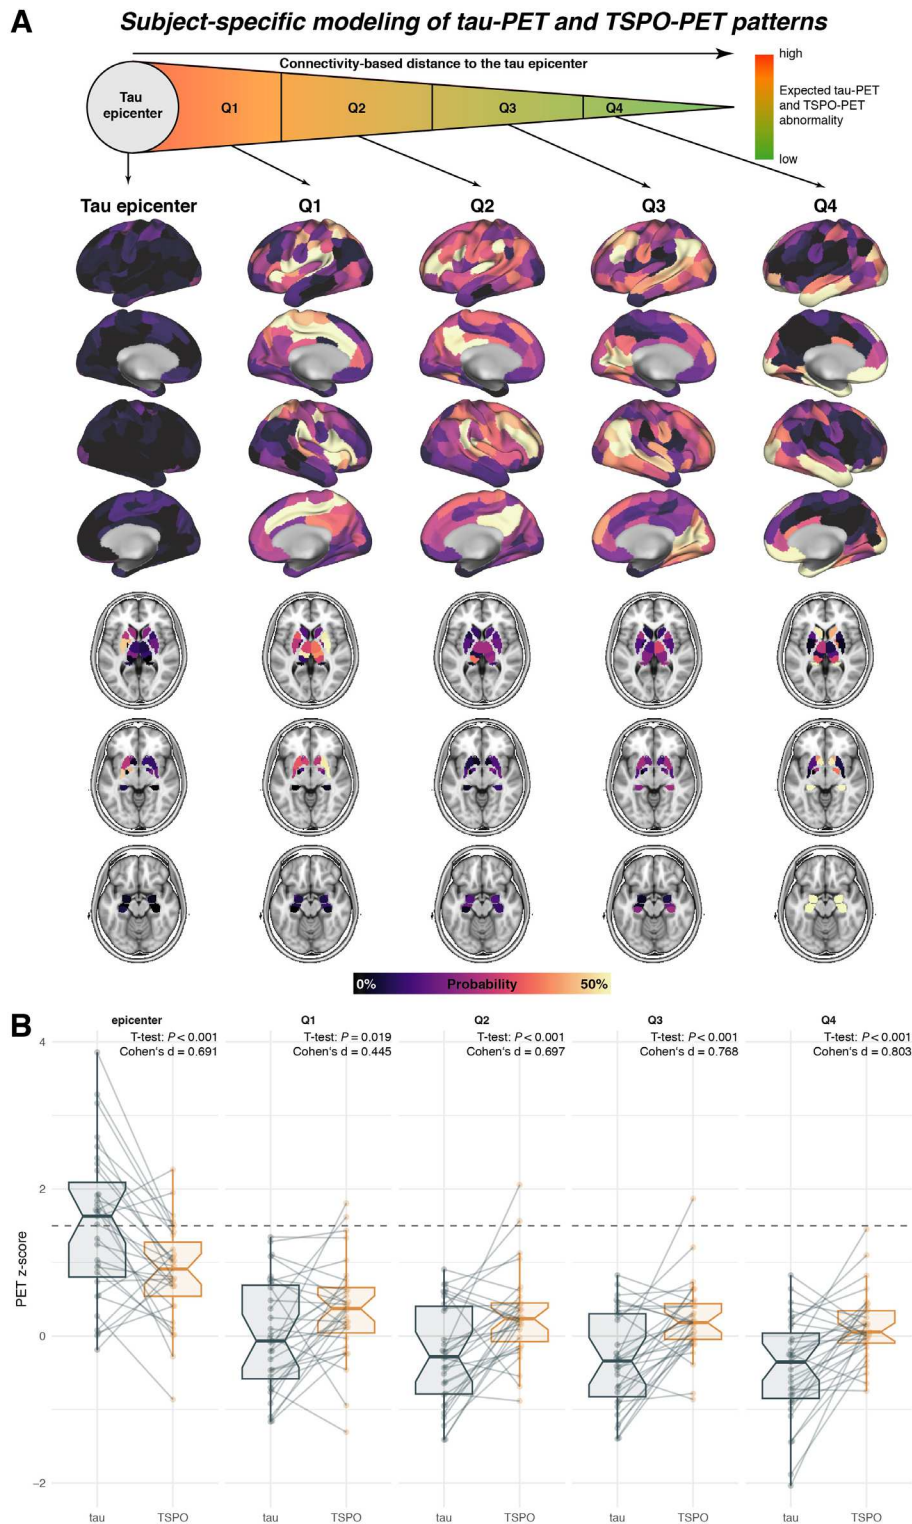 A
Subject-specific modeling of tau-PET and TSPO-PET patterns
Connectivity-based distance to the tau epicenter
Tau
epicenter
Q1
Q2
Q3
Q4
high
Expected tau-PET
and TSPO-PET
abnormality
low
Tau epicenter
Q1
Q2
Q3
Q4
0%
Probability
50%
B
epicenter
T-test: P < 0.001
Cohen's d = 0.691
Q1
T-test: P = 0.019
Cohen's d = 0.445
Q2
T-test: P < 0.001
Cohen's d = 0.697
Q3
T-test: P < 0.001
Cohen's d = 0.768
Q4
T-test: P < 0.001
Cohen's d = 0.803
PET z-score
4
2
0
−2
tau
TSPO
tau
TSPO
tau
TSPO
tau
TSPO
tau
TSPO